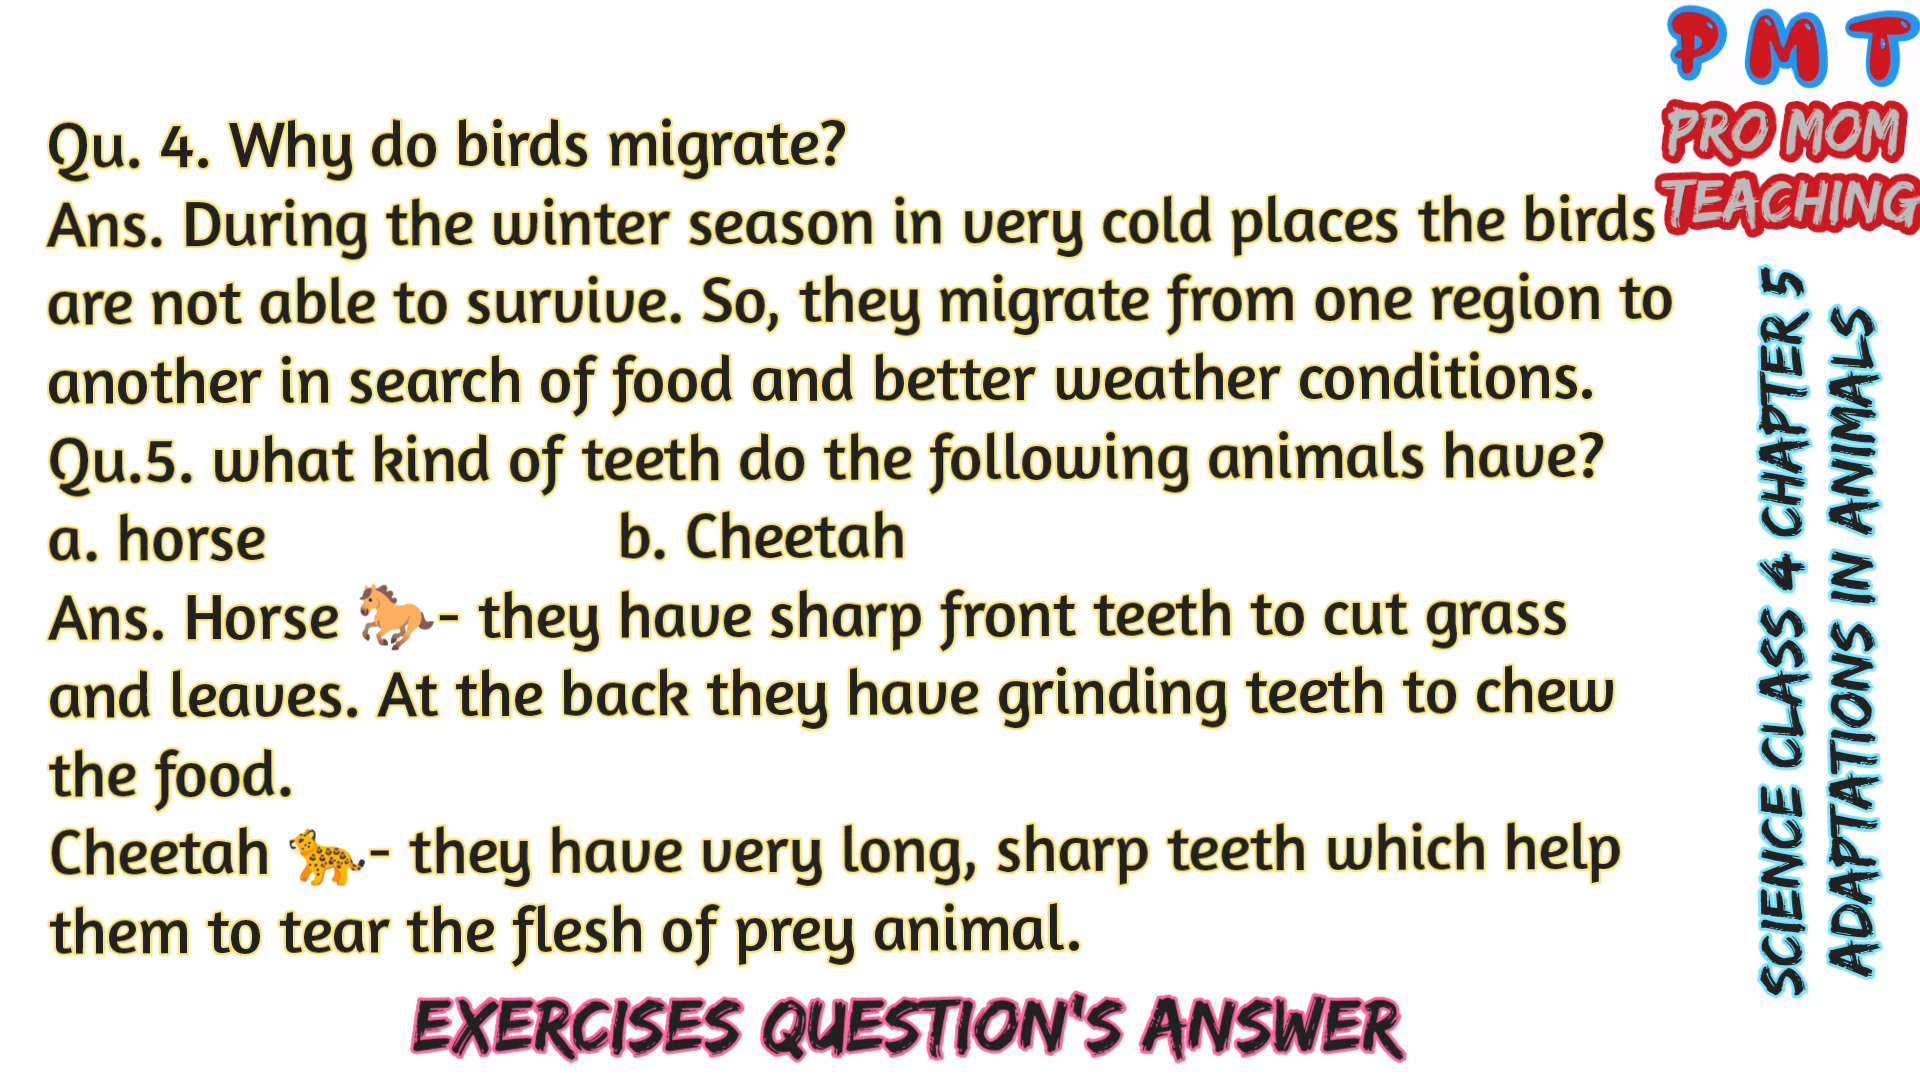 P M T
PRO MOM
TEACHING
Qu. 4. Why do birds migrate?
Ans. During the winter season in very cold places the birds
are not able to survive. So, they migrate from one region to
another in search of food and better weather conditions.
Qu.5. what kind of teeth do the following animals have?
a. horse b. Cheetah
Ans. Horse 🐎- they have sharp front teeth to cut grass
and leaves. At the back they have grinding teeth to chew
the food.
Cheetah 🐆- they have very long, sharp teeth which help
them to tear the flesh of prey animal.
SCIENCE CLASS 4 CHAPTER 5
ADAPTATIONS IN ANIMALS
EXERCISES QUESTION'S ANSWER